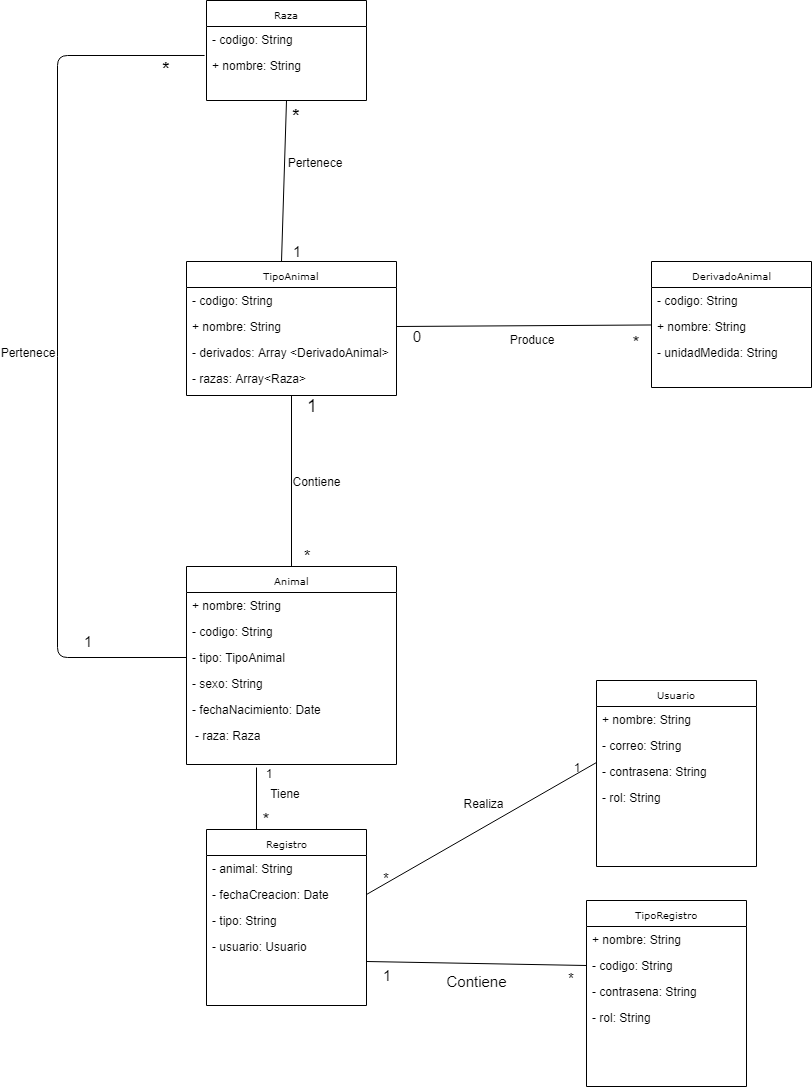 Raza
- codigo: String
+ nombre: String
*
*
Pertenece
1
TipoAnimal
- codigo: String
+ nombre: String
- derivados: Array <DerivadoAnimal>
- razas: Array<Raza>
0
Produce
*
DerivadoAnimal
- codigo: String
+ nombre: String
- unidadMedida: String
Pertenece
1
Contiene
*
1
Animal
+ nombre: String
- codigo: String
- tipo: TipoAnimal
- sexo: String
- fechaNacimiento: Date
- raza: Raza
1
Tiene
*
Usuario
+ nombre: String
- correo: String
- contrasena: String
- rol: String
1
Realiza
*
Registro
- animal: String
- fechaCreacion: Date
- tipo: String
- usuario: Usuario
1
Contiene
*
TipoRegistro
+ nombre: String
- codigo: String
- contrasena: String
- rol: String